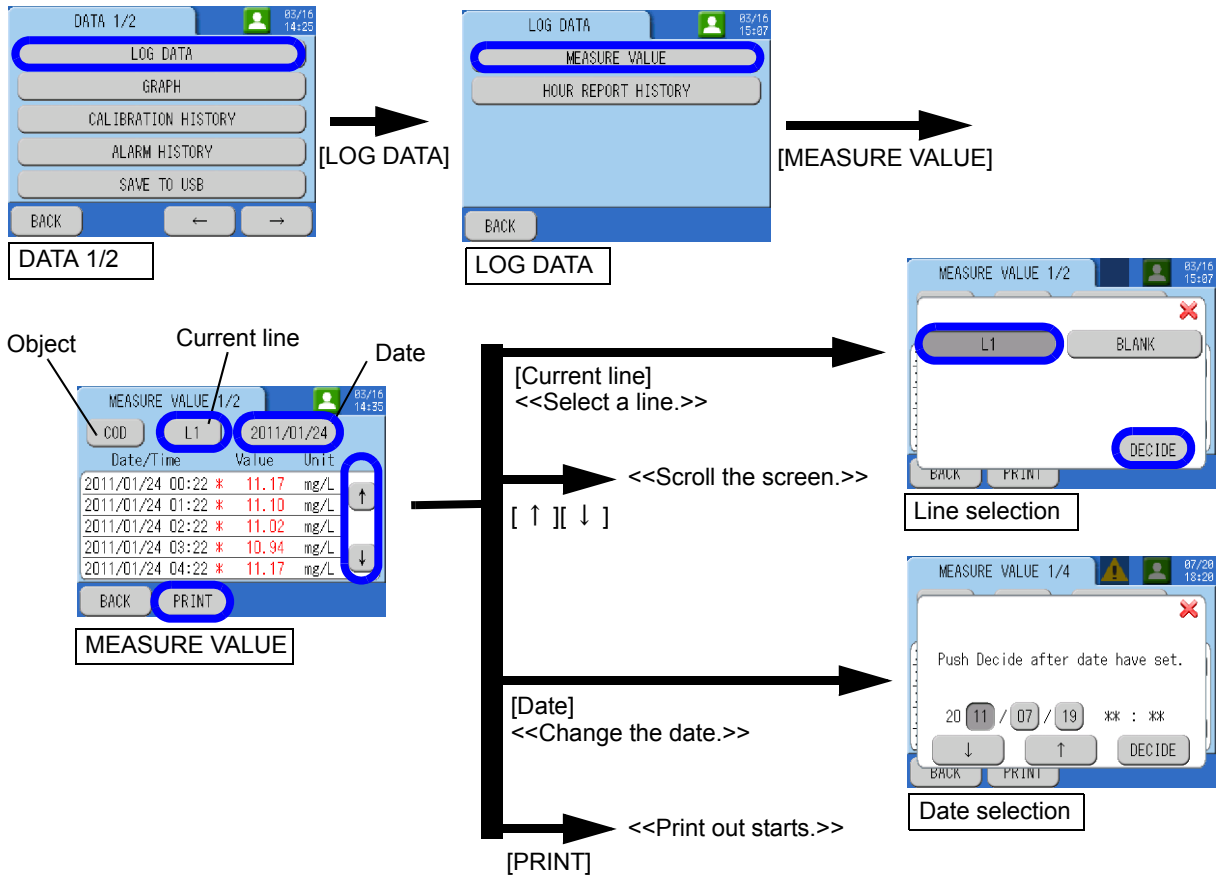 DATA 1/2
03/16
14:25
LOG DATA
GRAPH
CALIBRATION HISTORY
ALARM HISTORY
SAVE TO USB
BACK
←
→
DATA 1/2
[LOG DATA]
LOG DATA
03/16
15:07
MEASURE VALUE
HOUR REPORT HISTORY
BACK
LOG DATA
[MEASURE VALUE]
Object
Current line
Date
MEASURE VALUE 1/2
03/16
14:35
COD
L1
2011/01/24
Date/Time Value Unit
2011/01/24 00:22 * 11.17 mg/L
2011/01/24 01:22 * 11.10 mg/L
2011/01/24 02:22 * 11.02 mg/L
2011/01/24 03:22 * 10.94 mg/L
2011/01/24 04:22 * 11.17 mg/L
↑
↓
BACK
PRINT
MEASURE VALUE
[Current line]
<<Select a line.>>
MEASURE VALUE 1/2
03/16
15:07
L1
BLANK
DECIDE
BACK
PRINT
Line selection
<<Scroll the screen.>>
[ ↑ ][ ↓ ]
[Date]
<<Change the date.>>
MEASURE VALUE 1/4
07/20
18:20
Push Decide after date have set.
20 11 / 07 / 19 ** : **
↓
↑
DECIDE
BACK
PRINT
Date selection
<<Print out starts.>>
[PRINT]